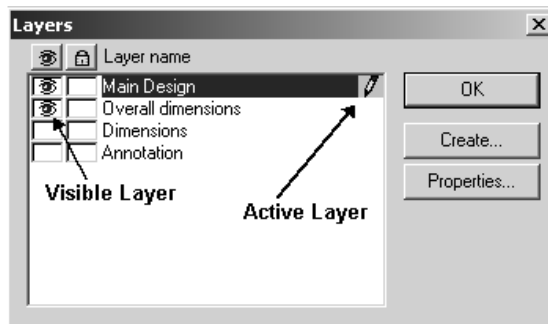 Layers
Layer name
Main Design
Overall dimensions
Dimensions
Annotation
Visible Layer
Active Layer
OK
Create...
Properties...